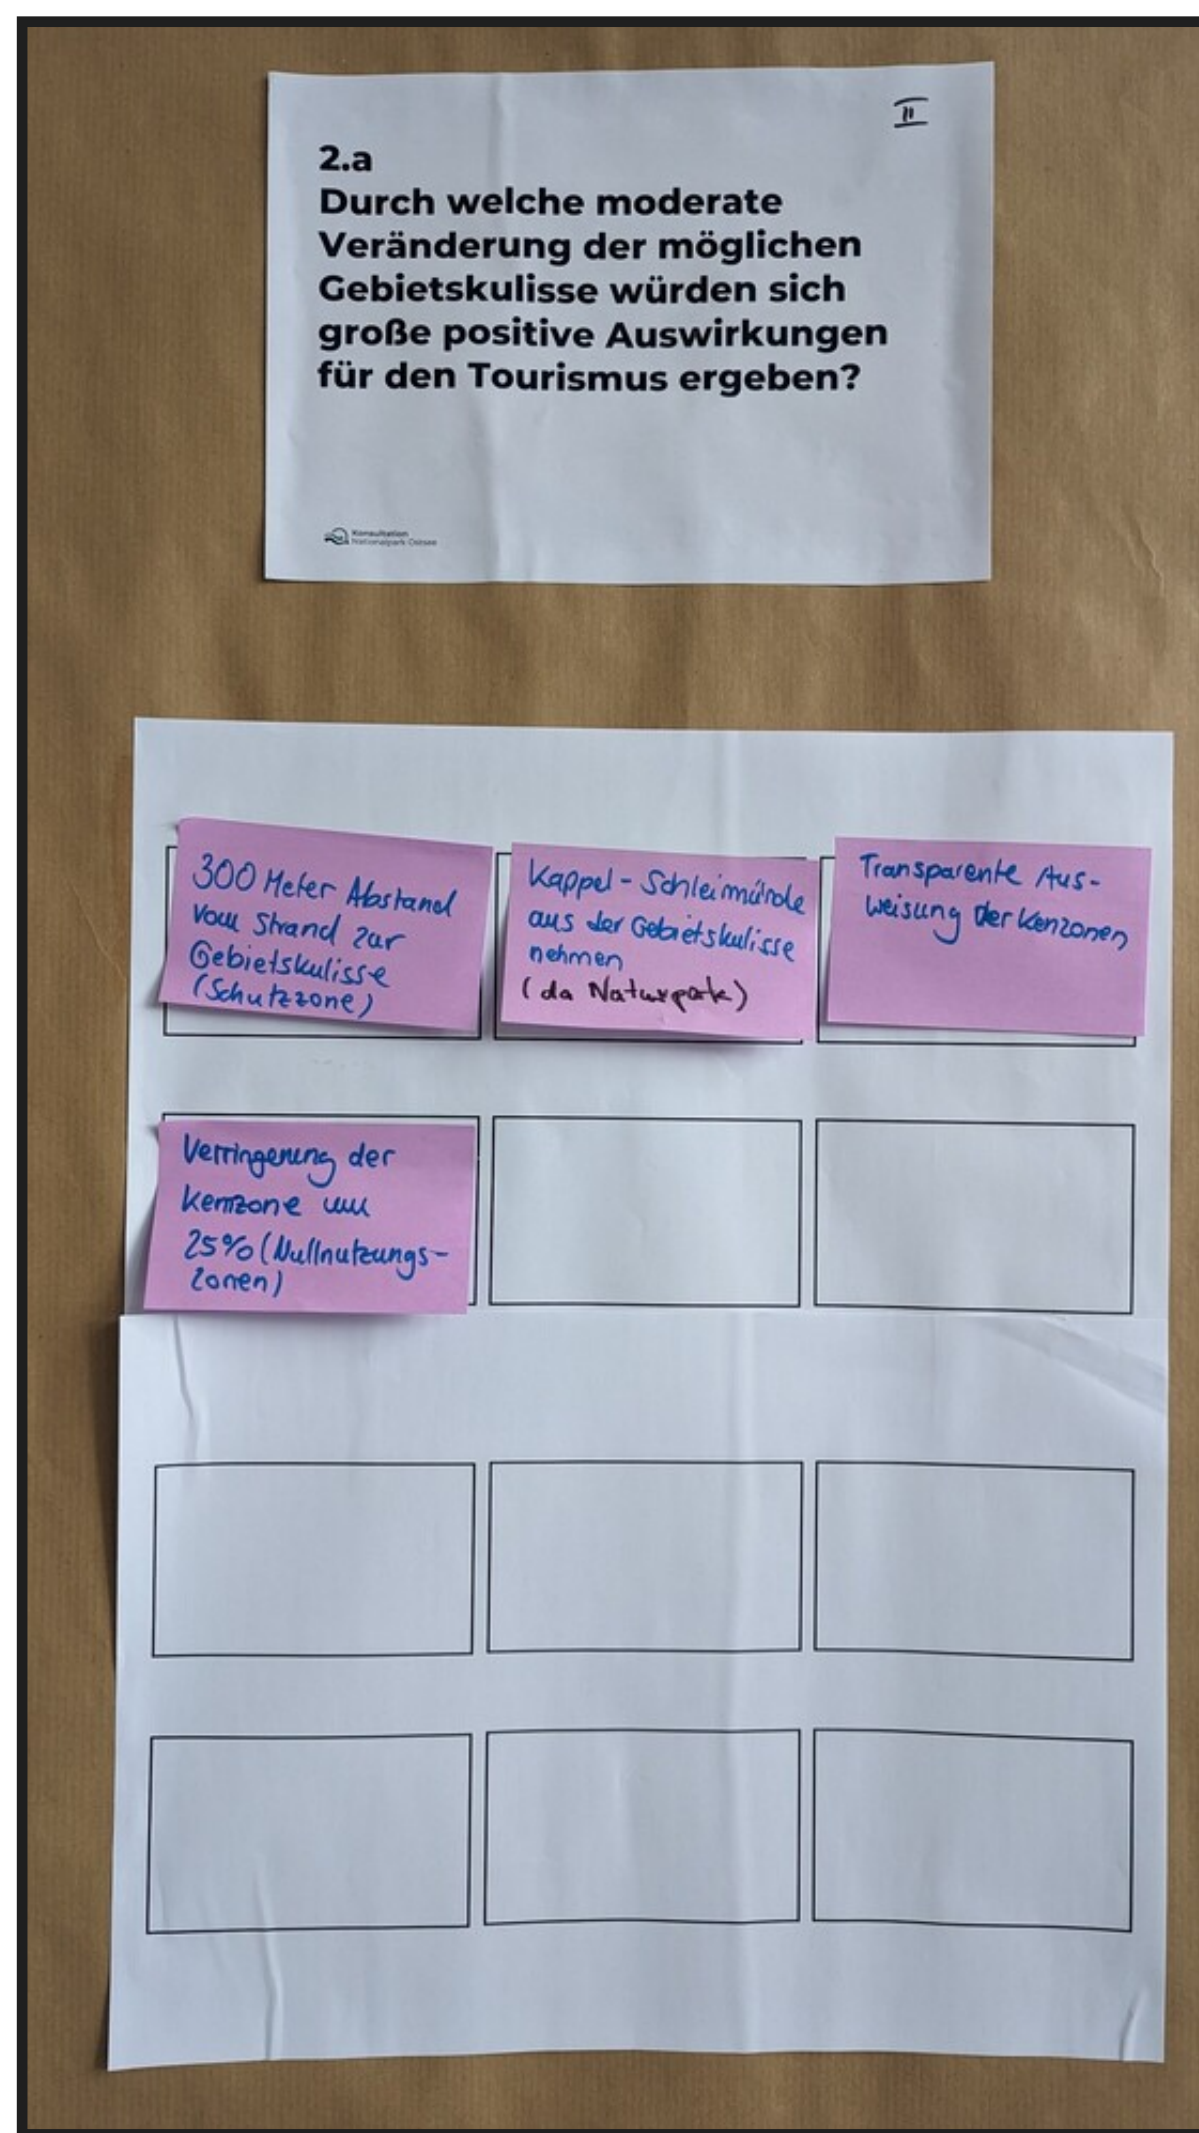 II
2.a
Durch welche moderate
Veränderung der möglichen
Gebietskulisse würden sich
große positive Auswirkungen
für den Tourismus ergeben?
Konsultation
Nationalpark Ostsee
300 Meter Abstand
vom Strand zur
Gebietskulisse
(Schutzzone)
Kappel-Schleimünde
aus der Gebietskulisse
nehmen
(da Naturpark)
Transparente Aus-
weisung der Kernzonen
Verringerung der
Kernzone um
25% (Nullnutzungs-
zonen)